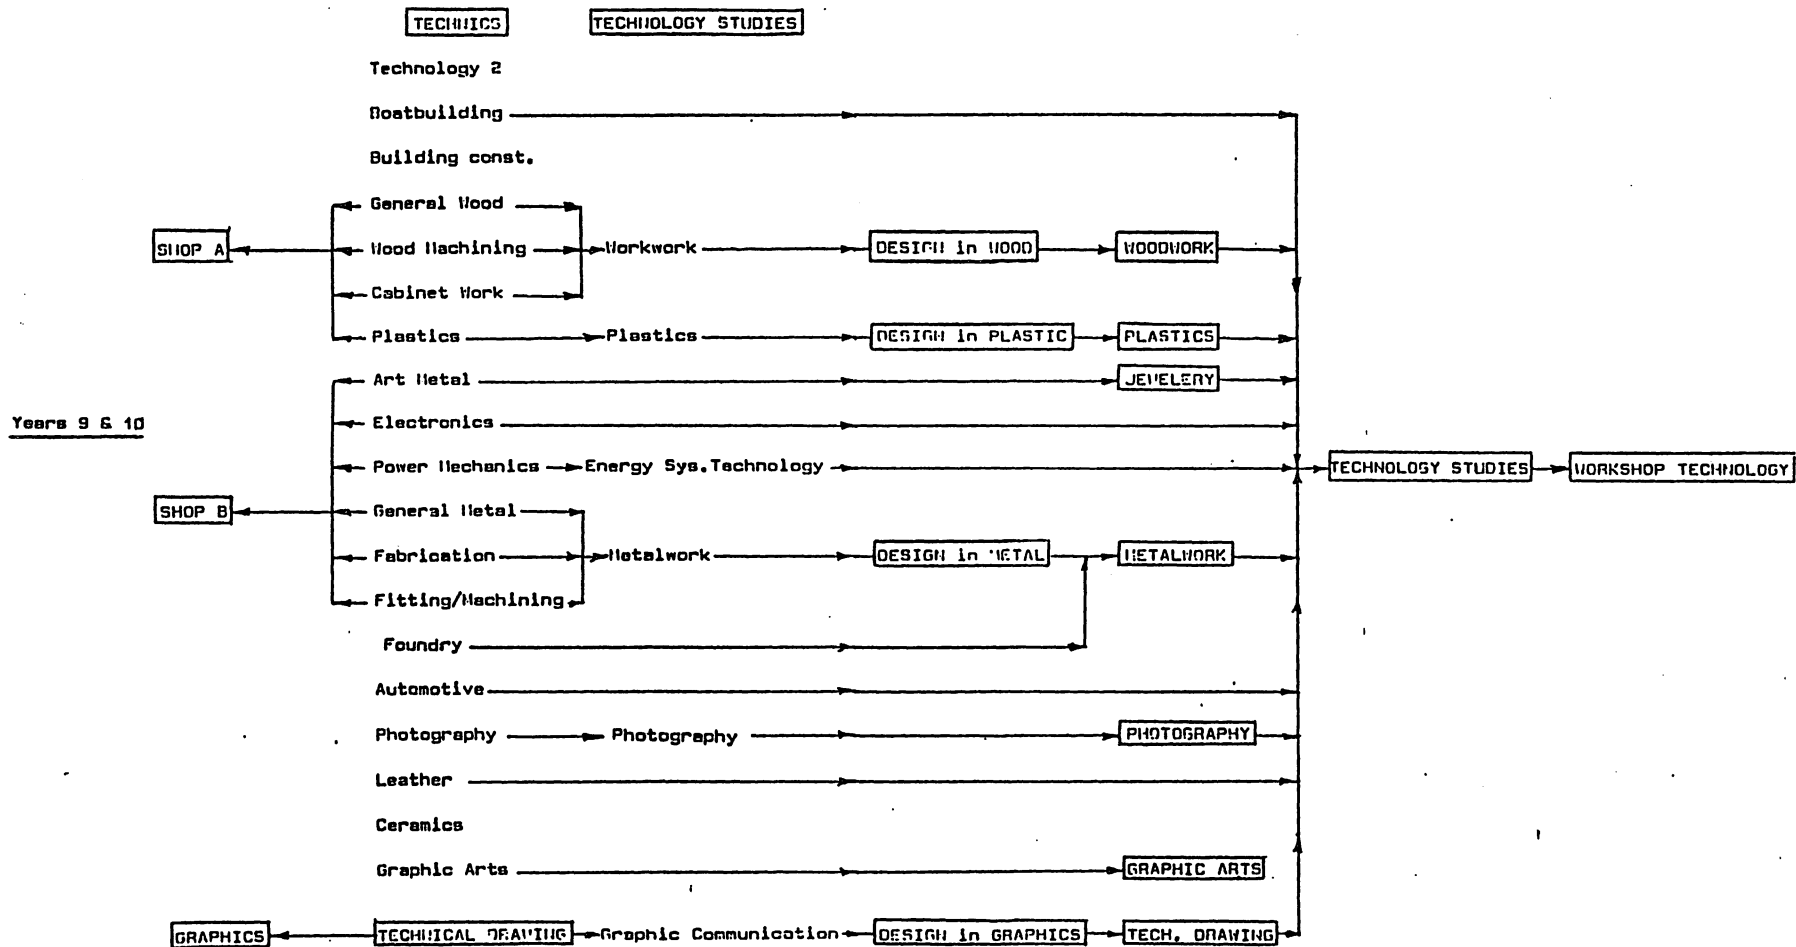 TECHNICS TECHNOLOGY STUDIES
Technology 2
Boatbuilding
Building const.
General Wood
SHOP A Wood Machining Workwork DESIGN in WOOD WOODWORK
Cabinet Work
Plastics Plastics DESIGN in PLASTIC PLASTICS
Art Metal JEWELERY
Years 9 & 10 Electronics
Power Mechanics Energy Sys.Technology TECHNOLOGY STUDIES WORKSHOP TECHNOLOGY
SHOP B General Metal
Fabrication Metalwork DESIGN in METAL METALWORK
Fitting/Machining
Foundry
Automotive
Photography Photography PHOTOGRAPHY
Leather
Ceramics
Graphic Arts GRAPHIC ARTS
GRAPHICS TECHNICAL DRAWING Graphic Communication DESIGN in GRAPHICS TECH. DRAWING